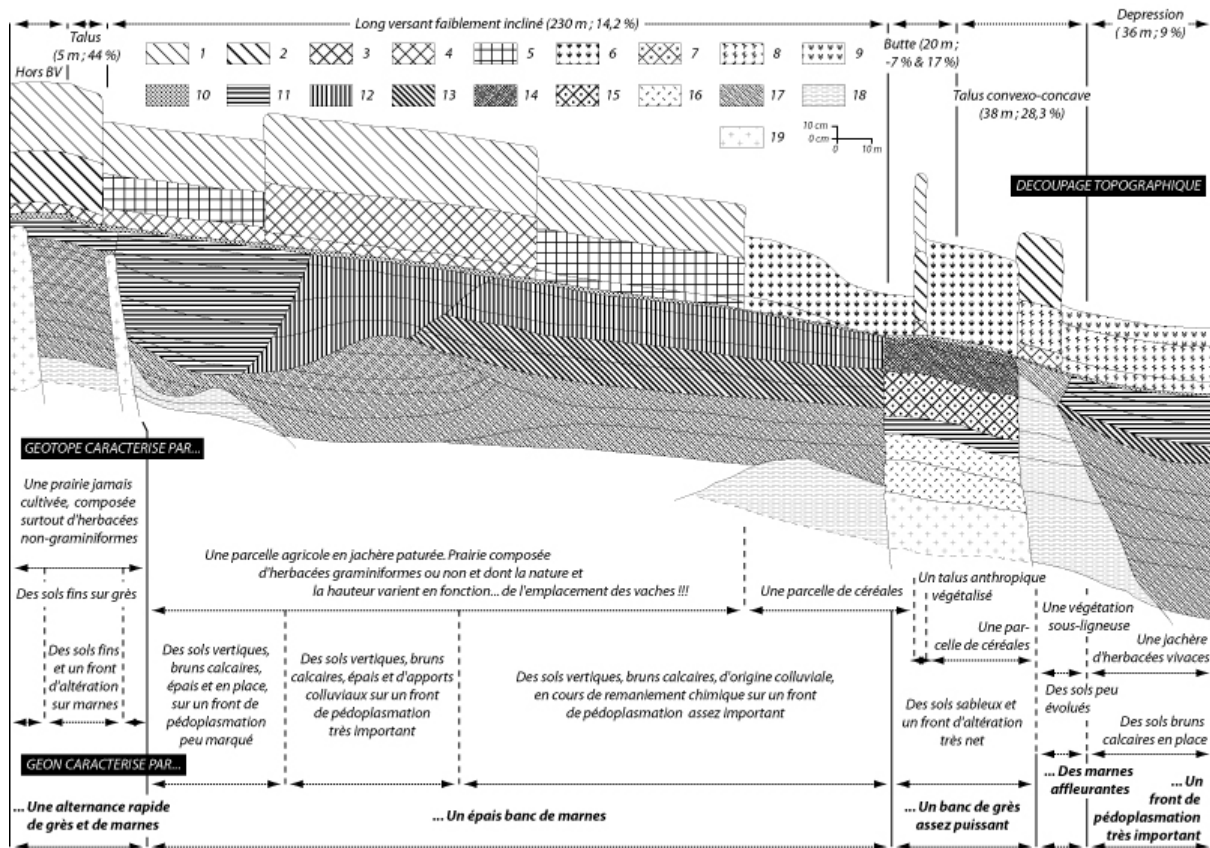 Long versant faiblement incliné (230 m ; 14,2 %)
Depression
(36 m ; 9 %)
Talus
(5 m ; 44 %)
Hors BV
Butte (20 m ;
-7 % & 17 %)
Talus convexo-concave
(38 m ; 28,3 %)
1 2 3 4 5 6 7 8 9
10 11 12 13 14 15 16 17 18
19
10 cm
0 cm
0 10 m
DECOUPAGE TOPOGRAPHIQUE
GEOTOPE CARACTERISE PAR...
Une prairie jamais
cultivée, composée
surtout d'herbacées
non-graminiformes
Une parcelle agricole en jachère paturée. Prairie composée
d'herbacées graminiformes ou non et dont la nature et
la hauteur varient en fonction... de l'emplacement des vaches !!!
Une parcelle de céréales
Un talus anthropique
végétalisé
Une par-
celle de céréales
Une végétation
sous-ligneuse
Une jachère
d'herbacées vivaces
Des sols fins sur grès
Des sols fins
et un front
d'altération
sur marnes
Des sols vertiques,
bruns calcaires,
épais et en place,
sur un front de
pédoplasmation
peu marqué
Des sols vertiques, bruns
calcaires, épais et d'apports
colluviaux sur un front
de pédoplasmation
très important
Des sols vertiques, bruns calcaires, d'origine colluviale,
en cours de remaniement chimique sur un front
de pédoplasmation assez important
Des sols sableux et
un front d'altération
très net
Des sols peu
évolués
Des sols bruns
calcaires en place
GEON CARACTERISE PAR...
... Une alternance rapide
de grès et de marnes
... Un épais banc de marnes
... Un banc de grès
assez puissant
... Des marnes
affleurantes
... Un
front de
pédoplasmation
très important